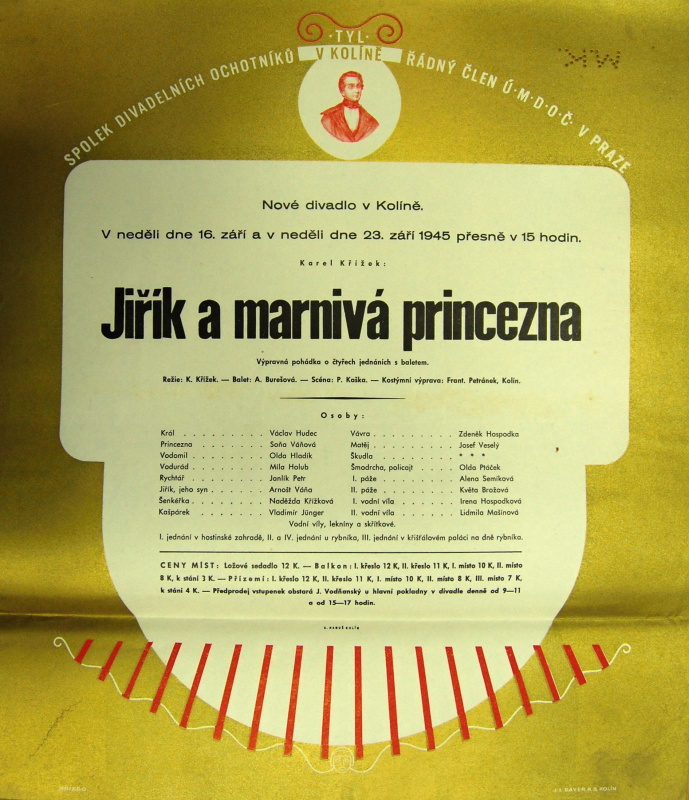 ·TYL·
V KOLÍNĚ
SPOLEK DIVADELNÍCH OCHOTNÍKŮ
ŘÁDNÝ ČLEN Ú·M·D·O·Č· V PRAZE
Nové divadlo v Kolíně.
V neděli dne 16. září a v neděli dne 23. září 1945 přesně v 15 hodin.
Karel Křížek:
Jiřík a marnivá princezna
Výpravná pohádka o čtyřech jednáních s baletem.
Režie: K. Křížek. — Balet: A. Burešová. — Scéna: P. Kaška. — Kostýmní výprava: Frant. Petránek, Kolín.
Osoby:
Král . . . . . . . . . Václav Hudec
Princezna . . . . . . . . Soňa Váňová
Vodomil . . . . . . . . Olda Hladík
Vodurád . . . . . . . . Míla Holub
Rychtář . . . . . . . . Janlík Petr
Jiřík, jeho syn . . . . . . Arnošt Váňa
Šenkéřka . . . . . . . . Naděžda Křížková
Kašpárek . . . . . . . . Vladimír Jünger
Vávra . . . . . . . . . Zdeněk Hospodka
Matěj . . . . . . . . . Josef Veselý
Škudla . . . . . . . . * * *
Šmodrcha, policajt . . . . Olda Ptáček
I. páže . . . . . . . . Alena Semíková
II. páže . . . . . . . . Květa Brožová
I. vodní víla . . . . . . Irena Hospodková
II. vodní víla . . . . . . Lidmila Mošínová
Vodní víly, lekníny a skřítkové.
I. jednání v hostinské zahradě, II. a IV. jednání u rybníka, III. jednání v křišťálovém paláci na dně rybníka.
CENY MÍST: Ložové sedadlo 12 K. — Balkon: I. křeslo 12 K, II. křeslo 11 K, I. místo 10 K, II. místo
8 K, k stání 3 K. — Přízemí: I. křeslo 12 K, II. křeslo 11 K, I. místo 10 K, II. místo 8 K, III. místo 7 K,
k stání 4 K. — Předprodej vstupenek obstará J. Vodňanský u hlavní pokladny v divadle denně od 9—11
a od 15—17 hodin.
J. L. BAYER A. S. KOLÍN